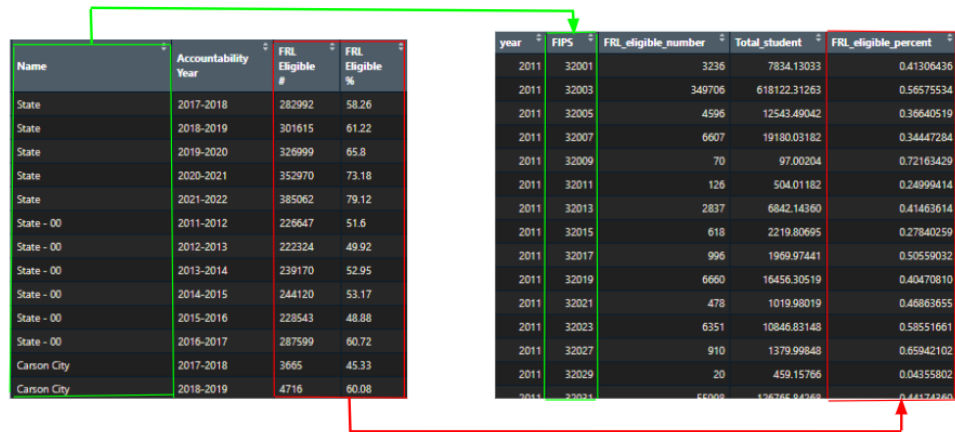 Name Accountability Year FRL Eligible # FRL Eligible %
State 2017-2018 282992 58.26
State 2018-2019 301615 61.22
State 2019-2020 326999 65.8
State 2020-2021 352970 73.18
State 2021-2022 385062 79.12
State - 00 2011-2012 226647 51.6
State - 00 2012-2013 222324 49.92
State - 00 2013-2014 239170 52.95
State - 00 2014-2015 244120 53.17
State - 00 2015-2016 228543 48.88
State - 00 2016-2017 287599 60.72
Carson City 2017-2018 3665 45.33
Carson City 2018-2019 4716 60.08
year FIPS FRL_eligible_number Total_student FRL_eligible_percent
2011 32001 3236 7834.13033 0.41306436
2011 32003 349706 618122.31263 0.56575534
2011 32005 4596 12543.49042 0.36640519
2011 32007 6607 19180.03182 0.34447284
2011 32009 70 97.00204 0.72163429
2011 32011 126 504.01182 0.24999414
2011 32013 2837 6842.14360 0.41463614
2011 32015 618 2219.80695 0.27840259
2011 32017 996 1969.97441 0.50559032
2011 32019 6660 16456.30519 0.40470810
2011 32021 478 1019.98019 0.46863655
2011 32023 6351 10846.83148 0.58551661
2011 32027 910 1379.99848 0.65942102
2011 32029 20 459.15766 0.04355802
2011 32031 126765.84268 0.44174360